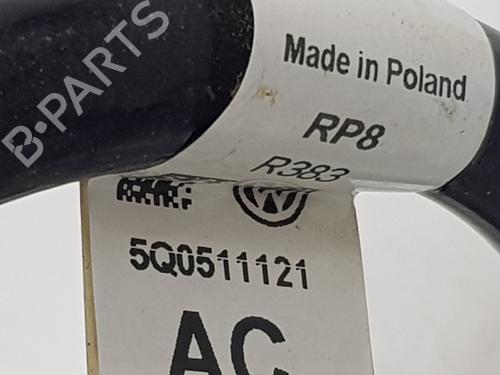 B-PARTS
Made in Poland
RP8
R383
5Q0511121
AC